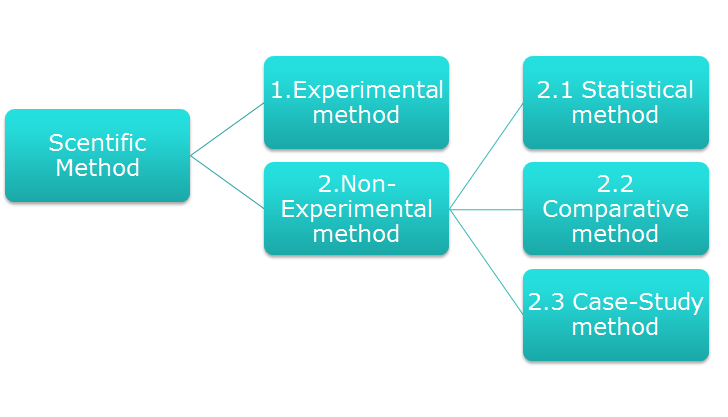 Scentific
Method
1.Experimental
method
2.Non-
Experimental
method
2.1 Statistical
method
2.2
Comparative
method
2.3 Case-Study
method